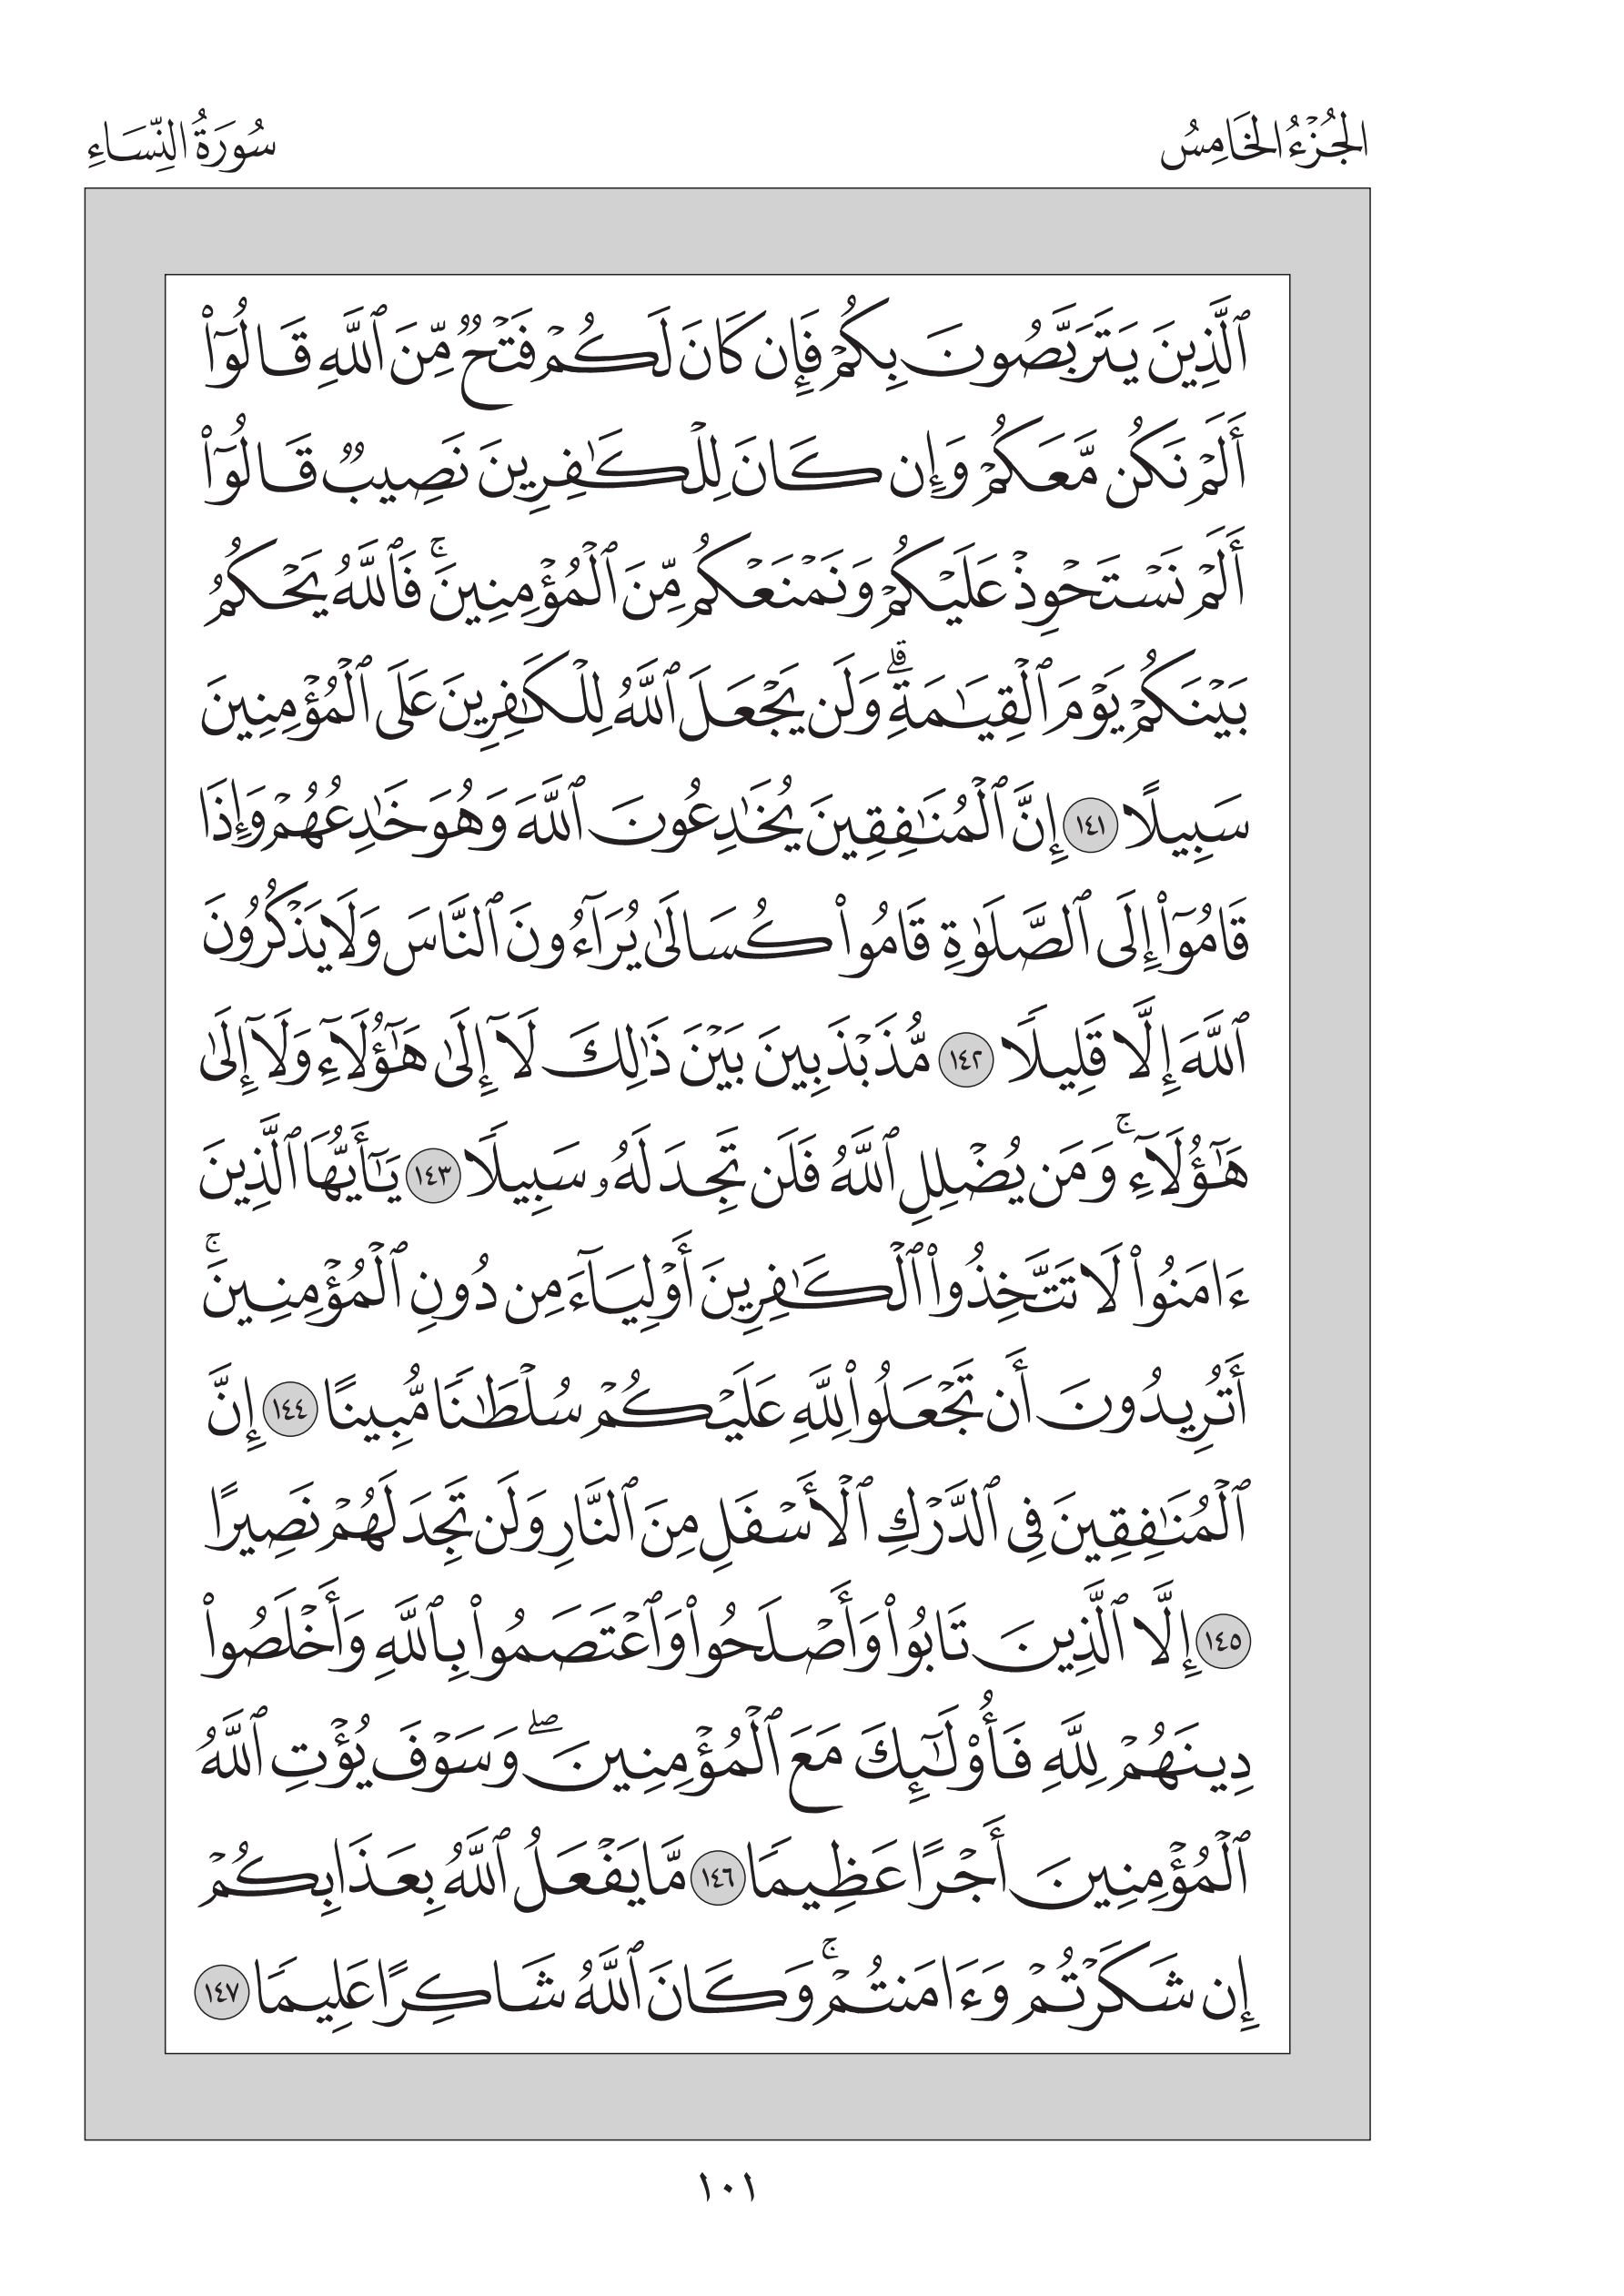 الجُزْءُ الخَامِسُ
سُورَةُ النِّسَاءِ
ٱلَّذِينَ يَتَرَبَّصُونَ بِكُمْ فَإِن كَانَ لَكُمْ فَتْحٌ مِّنَ ٱللَّهِ قَالُوٓا۟
أَلَمْ نَكُن مَّعَكُمْ وَإِن كَانَ لِلْكَٰفِرِينَ نَصِيبٌ قَالُوٓا۟
أَلَمْ نَسْتَحْوِذْ عَلَيْكُمْ وَنَمْنَعْكُم مِّنَ ٱلْمُؤْمِنِينَ ۚ فَٱللَّهُ يَحْكُمُ
بَيْنَكُمْ يَوْمَ ٱلْقِيَٰمَةِ ۗ وَلَن يَجْعَلَ ٱللَّهُ لِلْكَٰفِرِينَ عَلَى ٱلْمُؤْمِنِينَ
سَبِيلًا ١٤١ إِنَّ ٱلْمُنَٰفِقِينَ يُخَٰدِعُونَ ٱللَّهَ وَهُوَ خَٰدِعُهُمْ وَإِذَا
قَامُوٓا۟ إِلَى ٱلصَّلَوٰةِ قَامُوا۟ كُسَالَىٰ يُرَآءُونَ ٱلنَّاسَ وَلَا يَذْكُرُونَ
ٱللَّهَ إِلَّا قَلِيلًا ١٤٢ مُّذَبْذَبِينَ بَيْنَ ذَٰلِكَ لَآ إِلَىٰ هَٰٓؤُلَآءِ وَلَآ إِلَىٰ
هَٰٓؤُلَآءِ ۚ وَمَن يُضْلِلِ ٱللَّهُ فَلَن تَجِدَ لَهُۥ سَبِيلًا ١٤٣ يَٰٓأَيُّهَا ٱلَّذِينَ
ءَامَنُوا۟ لَا تَتَّخِذُوا۟ ٱلْكَٰفِرِينَ أَوْلِيَآءَ مِن دُونِ ٱلْمُؤْمِنِينَ ۚ
أَتُرِيدُونَ أَن تَجْعَلُوا۟ لِلَّهِ عَلَيْكُمْ سُلْطَٰنًا مُّبِينًا ١٤٤ إِنَّ
ٱلْمُنَٰفِقِينَ فِى ٱلدَّرْكِ ٱلْأَسْفَلِ مِنَ ٱلنَّارِ وَلَن تَجِدَ لَهُمْ نَصِيرًا
١٤٥ إِلَّا ٱلَّذِينَ تَابُوا۟ وَأَصْلَحُوا۟ وَٱعْتَصَمُوا۟ بِٱللَّهِ وَأَخْلَصُوا۟
دِينَهُمْ لِلَّهِ فَأُو۟لَٰٓئِكَ مَعَ ٱلْمُؤْمِنِينَ ۖ وَسَوْفَ يُؤْتِ ٱللَّهُ
ٱلْمُؤْمِنِينَ أَجْرًا عَظِيمًا ١٤٦ مَّا يَفْعَلُ ٱللَّهُ بِعَذَابِكُمْ
إِن شَكَرْتُمْ وَءَامَنتُمْ ۚ وَكَانَ ٱللَّهُ شَاكِرًا عَلِيمًا ١٤٧
١٠١